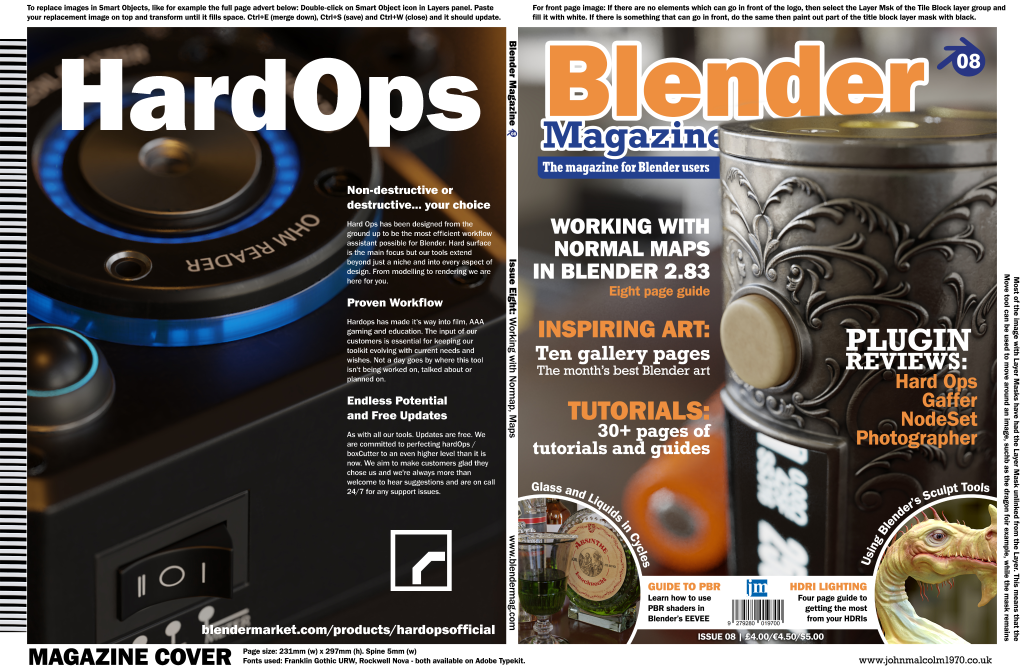 To replace images in Smart Objects, like for example the full page advert below: Double-click on Smart Object icon in Layers panel. Paste
your replacement image on top and transform until it fills space. Ctrl+E (merge down), Ctrl+S (save) and Ctrl+W (close) and it should update.
For front page image: If there are no elements which can go in front of the logo, then select the Layer Msk of the Tile Block layer group and
fill it with white. If there is something that can go in front, do the same then paint out part of the title block layer mask with black.
HardOps
OHM READER
Non-destructive or
destructive... your choice
Hard Ops has been designed from the
ground up to be the most efficient workflow
assistant possible for Blender. Hard surface
is the main focus but our tools extend
beyond just a niche and into every aspect of
design. From modelling to rendering we are
here for you.
Proven Workflow
Hardops has made it's way into film, AAA
gaming and education. The input of our
customers is essential for keeping our
toolkit evolving with current needs and
wishes. Not a day goes by where this tool
isn't being worked on, talked about or
planned on.
Endless Potential
and Free Updates
As with all our tools. Updates are free. We
are committed to perfecting hardOps /
boxCutter to an even higher level than it is
now. We aim to make customers glad they
chose us and we're always more than
welcome to hear suggestions and are on call
24/7 for any support issues.
blendermarket.com/products/hardopsofficial
Blender Magazine
Issue Eight: Working with Normap, Maps
www.blendermag.com
Blender
08
Magazine
The magazine for Blender users
WORKING WITH
NORMAL MAPS
IN BLENDER 2.83
Eight page guide
INSPIRING ART:
Ten gallery pages
The month's best Blender art
TUTORIALS:
30+ pages of
tutorials and guides
PLUGIN
REVIEWS:
Hard Ops
Gaffer
NodeSet
Photographer
Glass and Liquids in Cycles
ABSINTHE
Using Blender's Sculpt Tools
GUIDE TO PBR
Learn how to use
PBR shaders in
Blender's EEVEE
jm
9 279280 019700
HDRI LIGHTING
Four page guide to
getting the most
from your HDRIs
ISSUE 08 | £4.00/€4.50/$5.00
Most of the image with Layer Masks have had the Layer Mask unlinked from the Layer. This means that the
Move tool can be used to move around an image, suchb as the dragon foir example, while the mask remains
MAGAZINE COVER
Page size: 231mm (w) x 297mm (h). Spine 5mm (w)
Fonts used: Franklin Gothic URW, Rockwell Nova - both available on Adobe Typekit.
www.johnmalcolm1970.co.uk